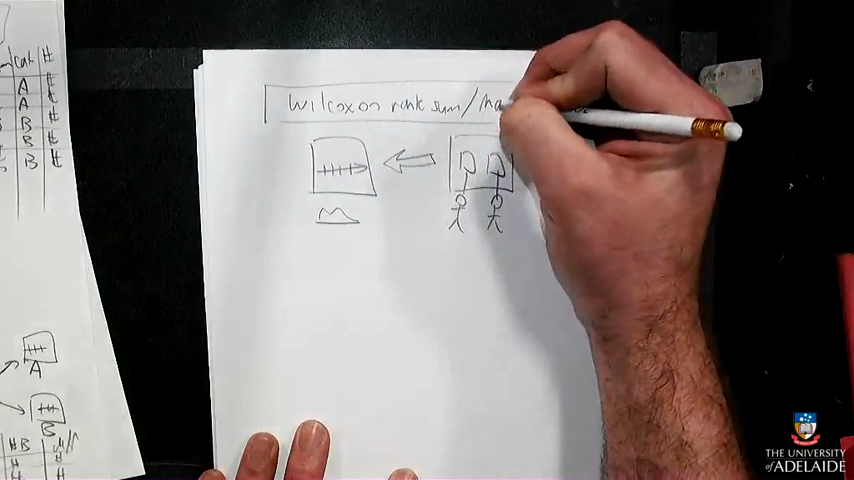 Cat #
A #
A #
B #
B #
B #
Wilcoxon rank sum/Ma
A
B
#B
# #
THE UNIVERSITY
of ADELAIDE